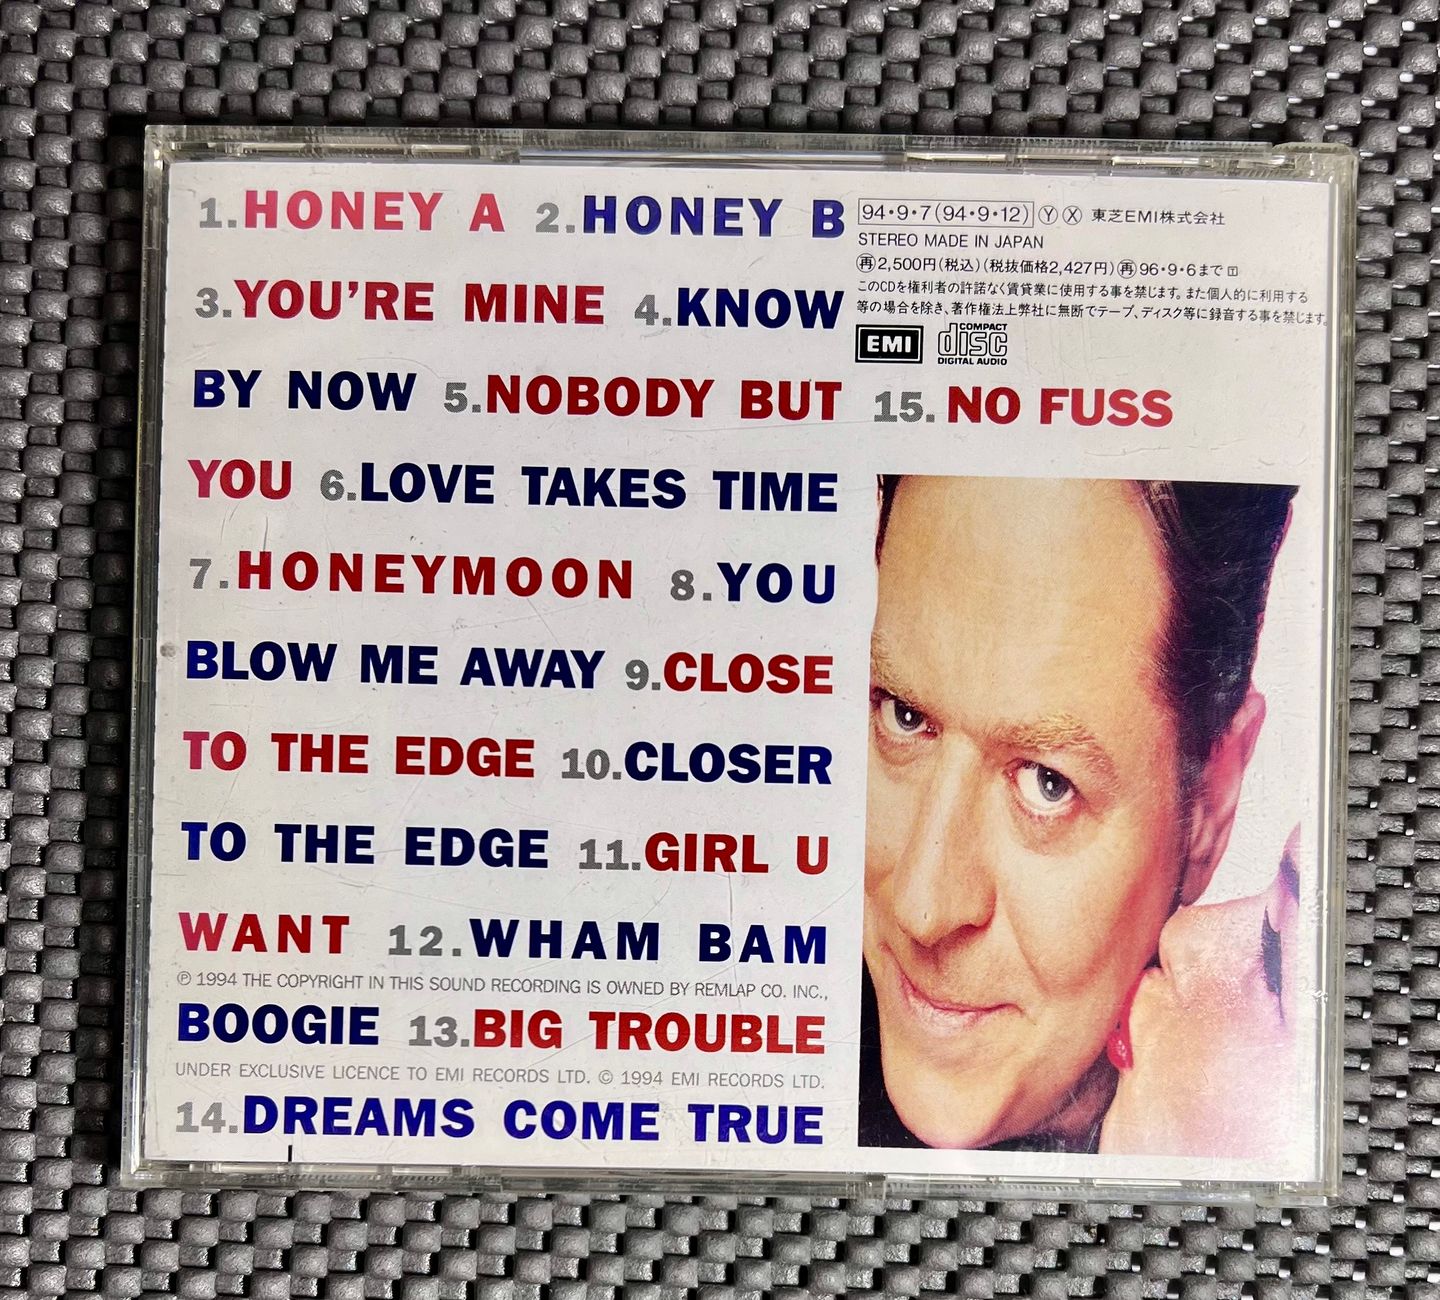 1.HONEY A 2.HONEY B
3.YOU'RE MINE 4.KNOW
BY NOW 5.NOBODY BUT
YOU 6.LOVE TAKES TIME
7.HONEYMOON 8.YOU
BLOW ME AWAY 9.CLOSE
TO THE EDGE 10.CLOSER
TO THE EDGE 11.GIRL U
WANT 12.WHAM BAM
℗ 1994 THE COPYRIGHT IN THIS SOUND RECORDING IS OWNED BY REMLAP CO. INC.,
BOOGIE 13.BIG TROUBLE
UNDER EXCLUSIVE LICENCE TO EMI RECORDS LTD. © 1994 EMI RECORDS LTD.
14.DREAMS COME TRUE
94・9・7(94・9・12) Ⓨ Ⓧ 東芝EMI株式会社
STEREO MADE IN JAPAN
再2,500円(税込)(税抜価格2,427円)再96・9・6まで
このCDを権利者の許諾なく賃貸業に使用する事を禁じます。また個人的に利用する
等の場合を除き、著作権法上弊社に無断でテープ、ディスク等に録音する事を禁じます。
EMI COMPACT disc DIGITAL AUDIO
15. NO FUSS